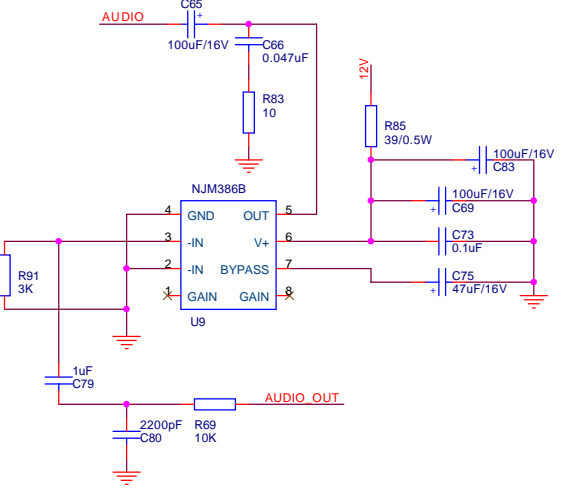 C65
AUDIO
+
100uF/16V
C66
0.047uF
12V
R83
10
R85
39/0.5W
100uF/16V
+
C83
NJM386B
100uF/16V
+
C69
4
GND
OUT
5
3
-IN
V+
6
C73
0.1uF
2
-IN
BYPASS
7
C75
47uF/16V
+
1
GAIN
GAIN
8
R91
3K
U9
1uF
C79
AUDIO_OUT
2200pF
C80
R69
10K